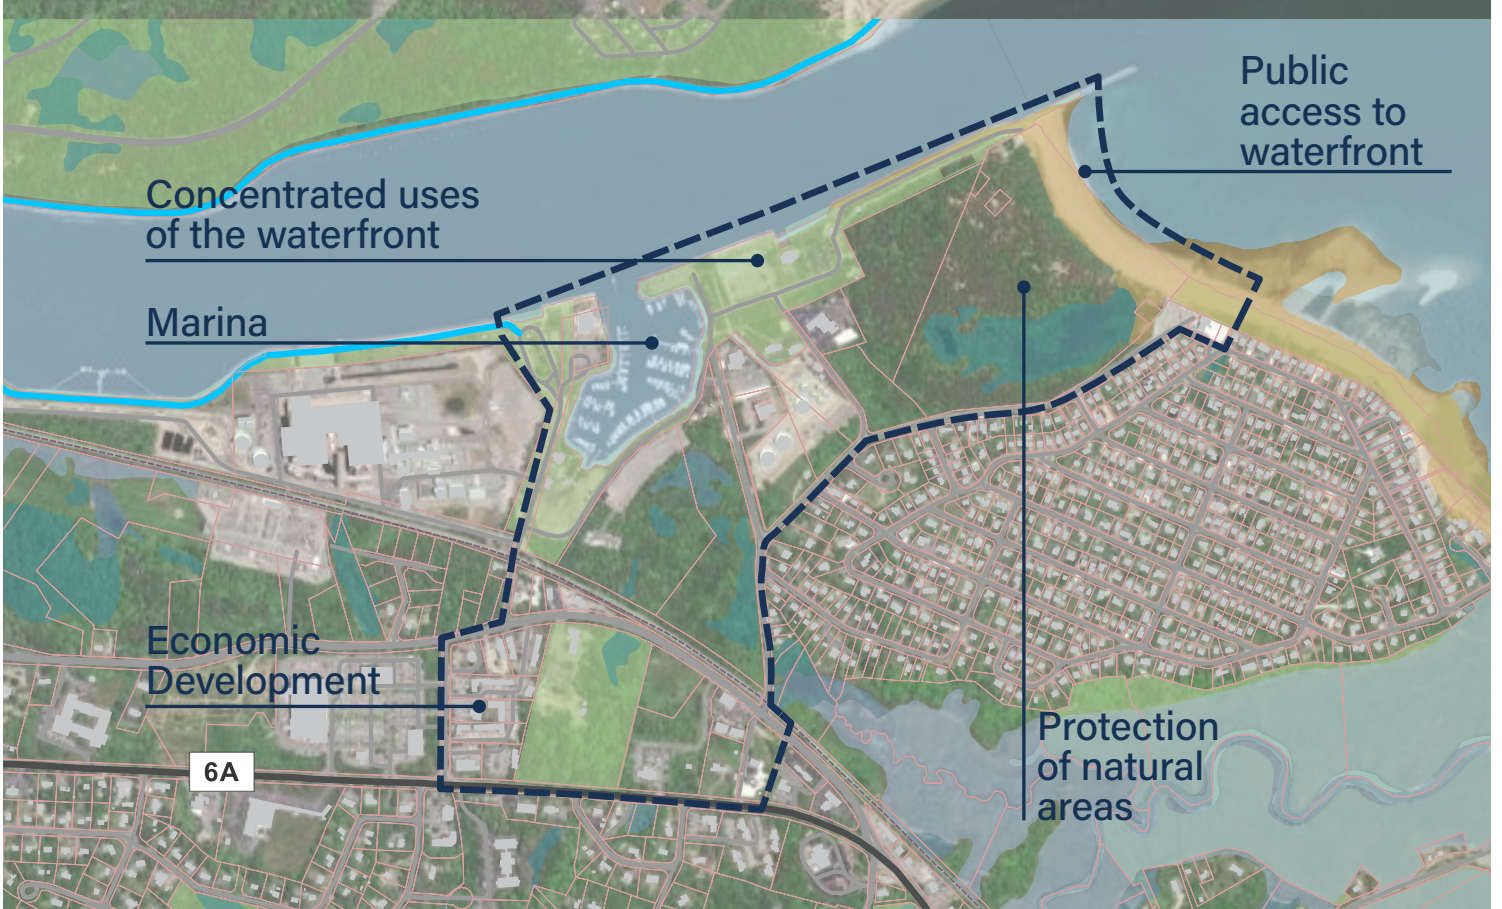 Public
access to
waterfront
Concentrated uses
of the waterfront
Marina
Economic
Development
Protection
of natural
areas
6A